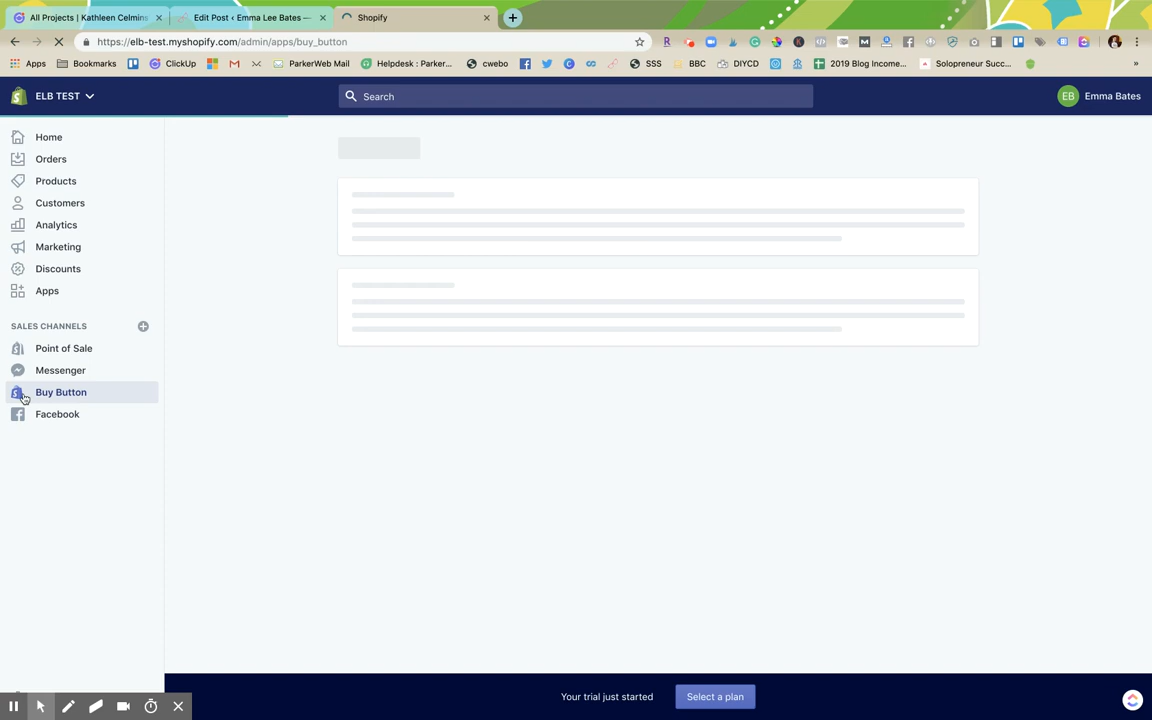 All Projects | Kathleen Celmins
Edit Post ‹ Emma Lee Bates —
Shopify
https://elb-test.myshopify.com/admin/apps/buy_button
Apps
Bookmarks
ClickUp
ParkerWeb Mail
Helpdesk : Parker...
cwebo
SSS
BBC
DIYCD
2019 Blog Income...
Solopreneur Succ...
»
ELB TEST
Search
EB
Emma Bates
Home
Orders
Products
Customers
Analytics
Marketing
Discounts
Apps
SALES CHANNELS
Point of Sale
Messenger
Buy Button
Facebook
Your trial just started
Select a plan